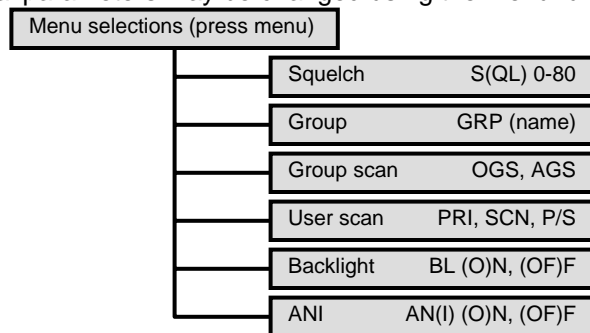 Menu selections (press menu)
Squelch S(QL) 0-80
Group GRP (name)
Group scan OGS, AGS
User scan PRI, SCN, P/S
Backlight BL (O)N, (OF)F
ANI AN(I) (O)N, (OF)F